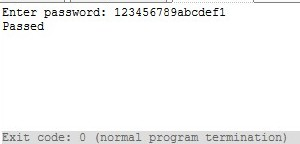 Enter password: 123456789abcdef1
Passed
Exit code: 0 (normal program termination)